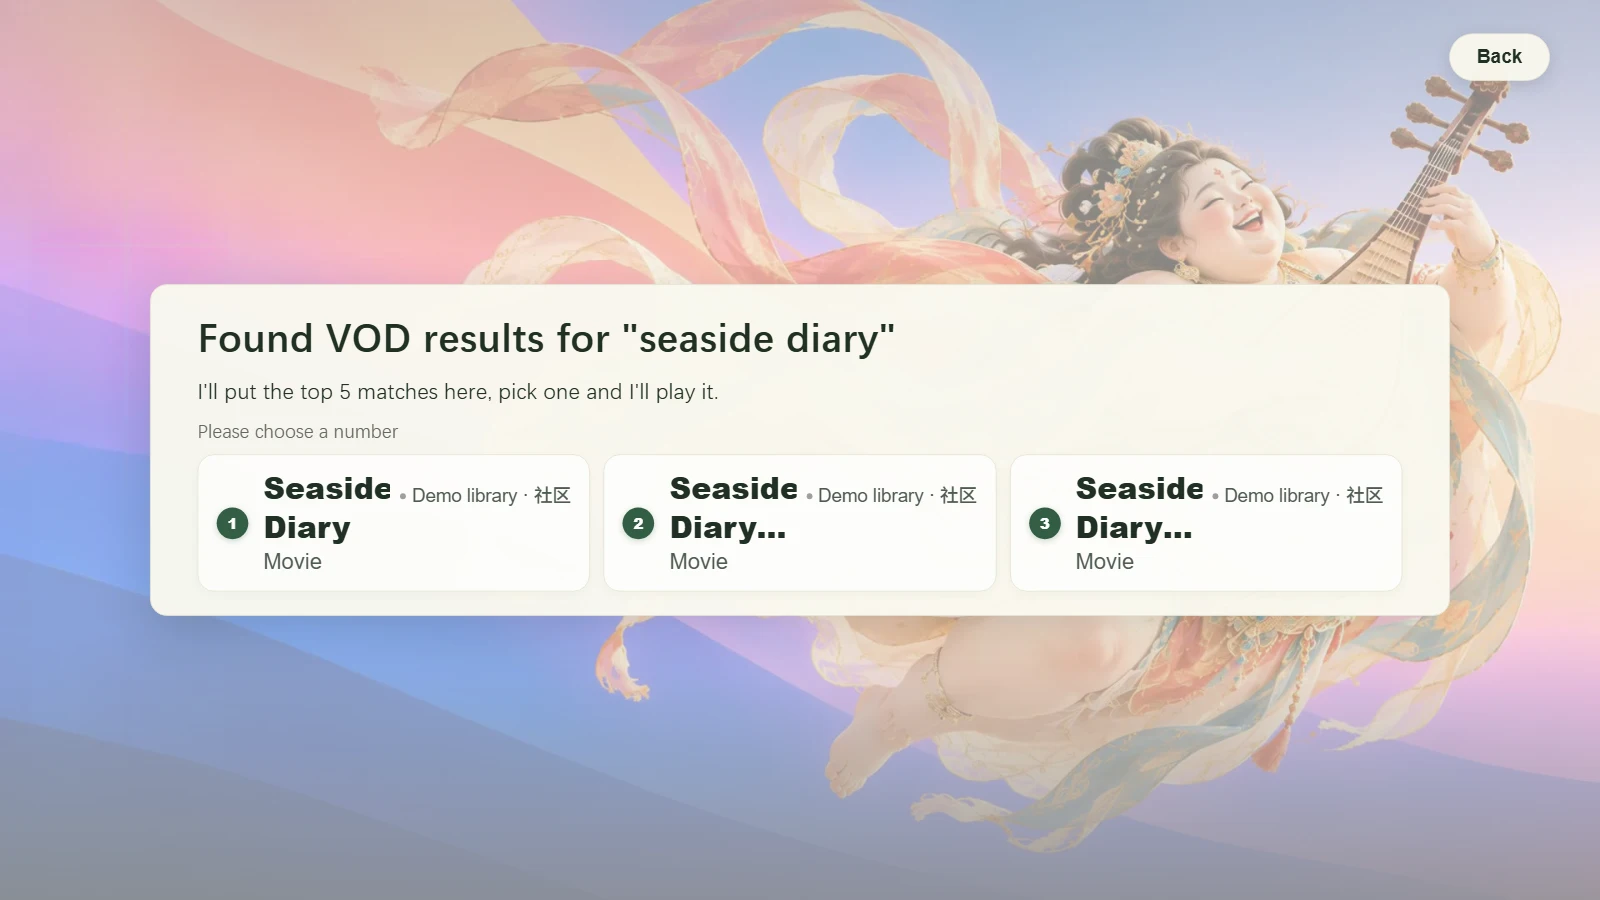 Back
Found VOD results for "seaside diary"
I'll put the top 5 matches here, pick one and I'll play it.
Please choose a number
1
Seaside Diary
• Demo library · 社区
Movie
2
Seaside Diary...
• Demo library · 社区
Movie
3
Seaside Diary...
• Demo library · 社区
Movie